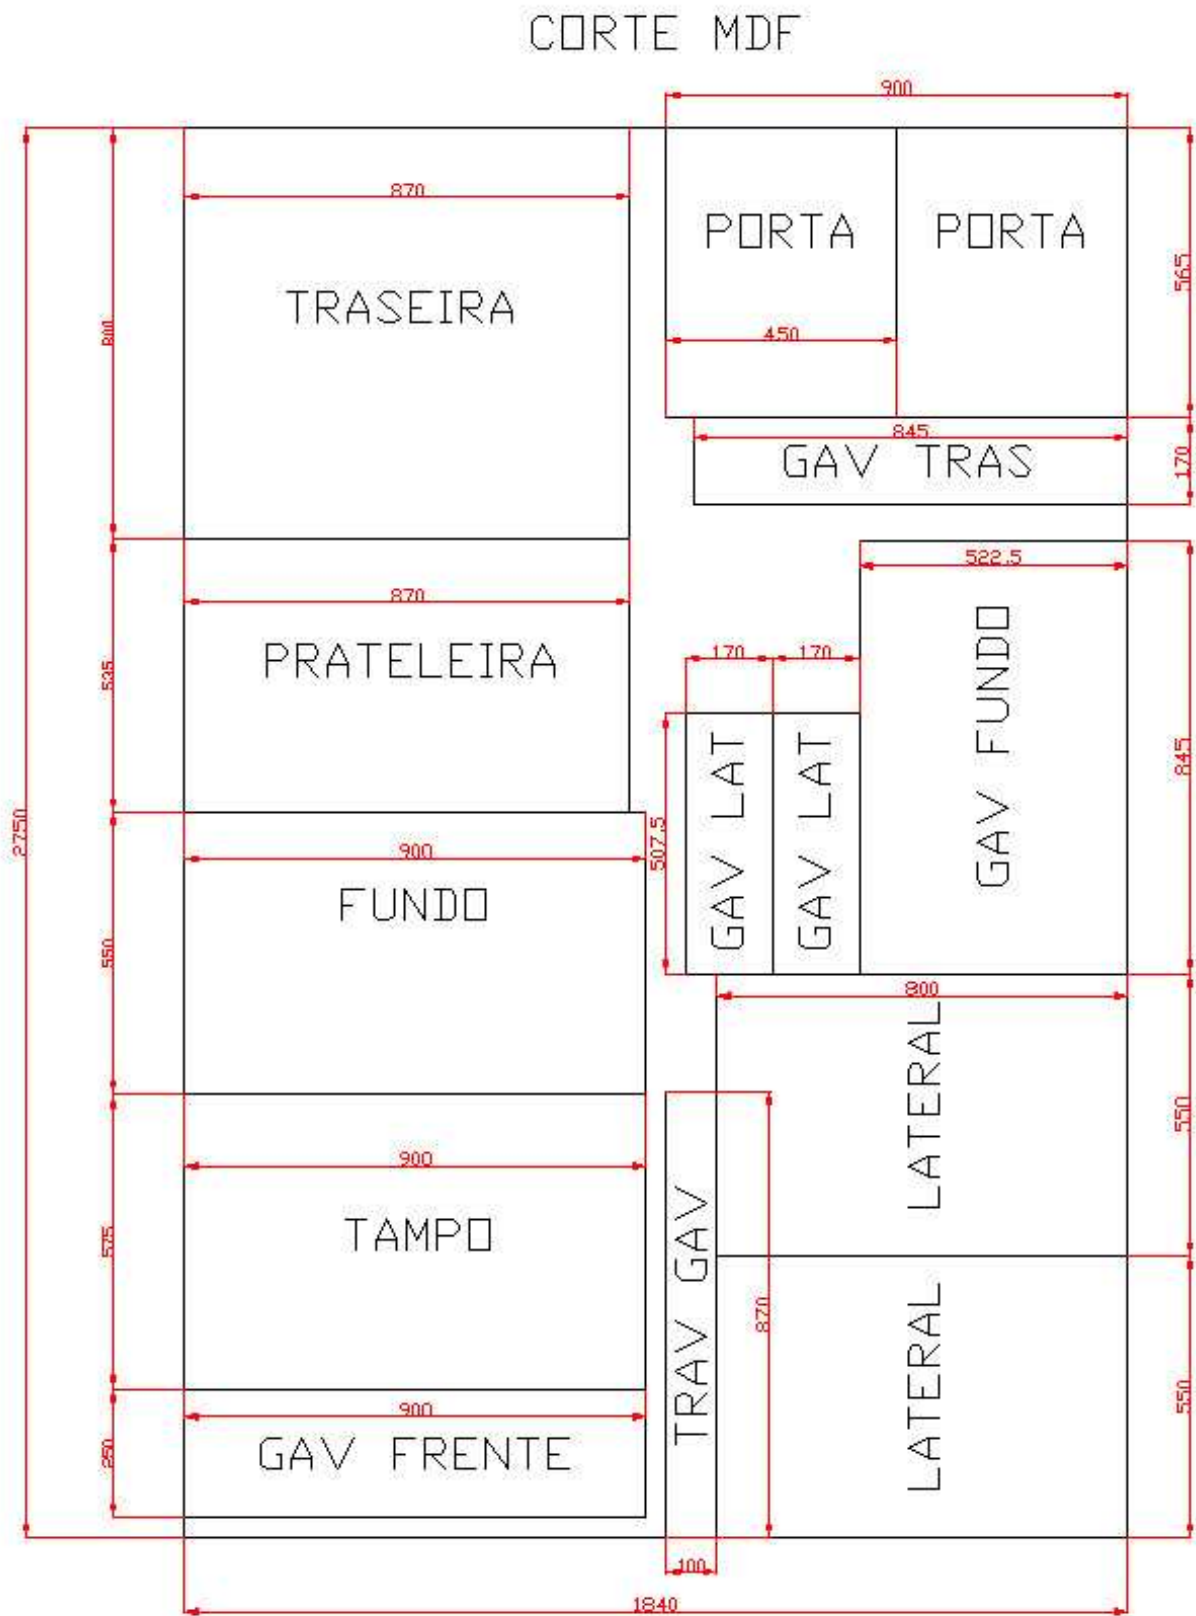 CORTE MDF
900
870
PORTA PORTA
TRASEIRA
800
450
565
845
GAV TRAS
170
870
522.5
PRATELEIRA
535
170 170
GAV FUNDO
845
GAV LAT GAV LAT
507.5
2750
900
FUNDO
550
800
LATERAL
550
900
TAMPO
575
TRAV GAV
870
LATERAL
550
900
GAV FRENTE
250
100
1840